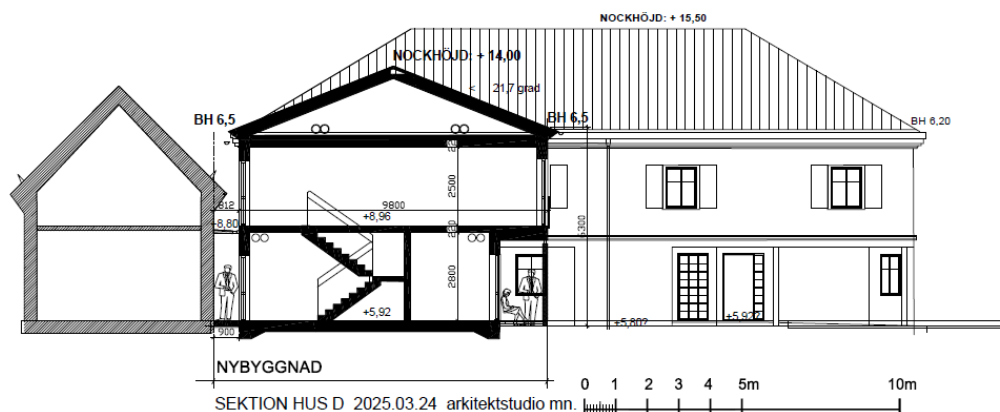 NOCKHÖJD: + 15,50
NOCKHÖJD: + 14,00
< 21,7 grad
BH 6,5
BH 6,5
BH 6,20
2500
612
9800
+8,96
+8,80
6300
2800
+5,92
+5,80?
+5,92?
900
NYBYGGNAD
0 1 2 3 4 5m 10m
SEKTION HUS D 2025.03.24 arkitektstudio mn.